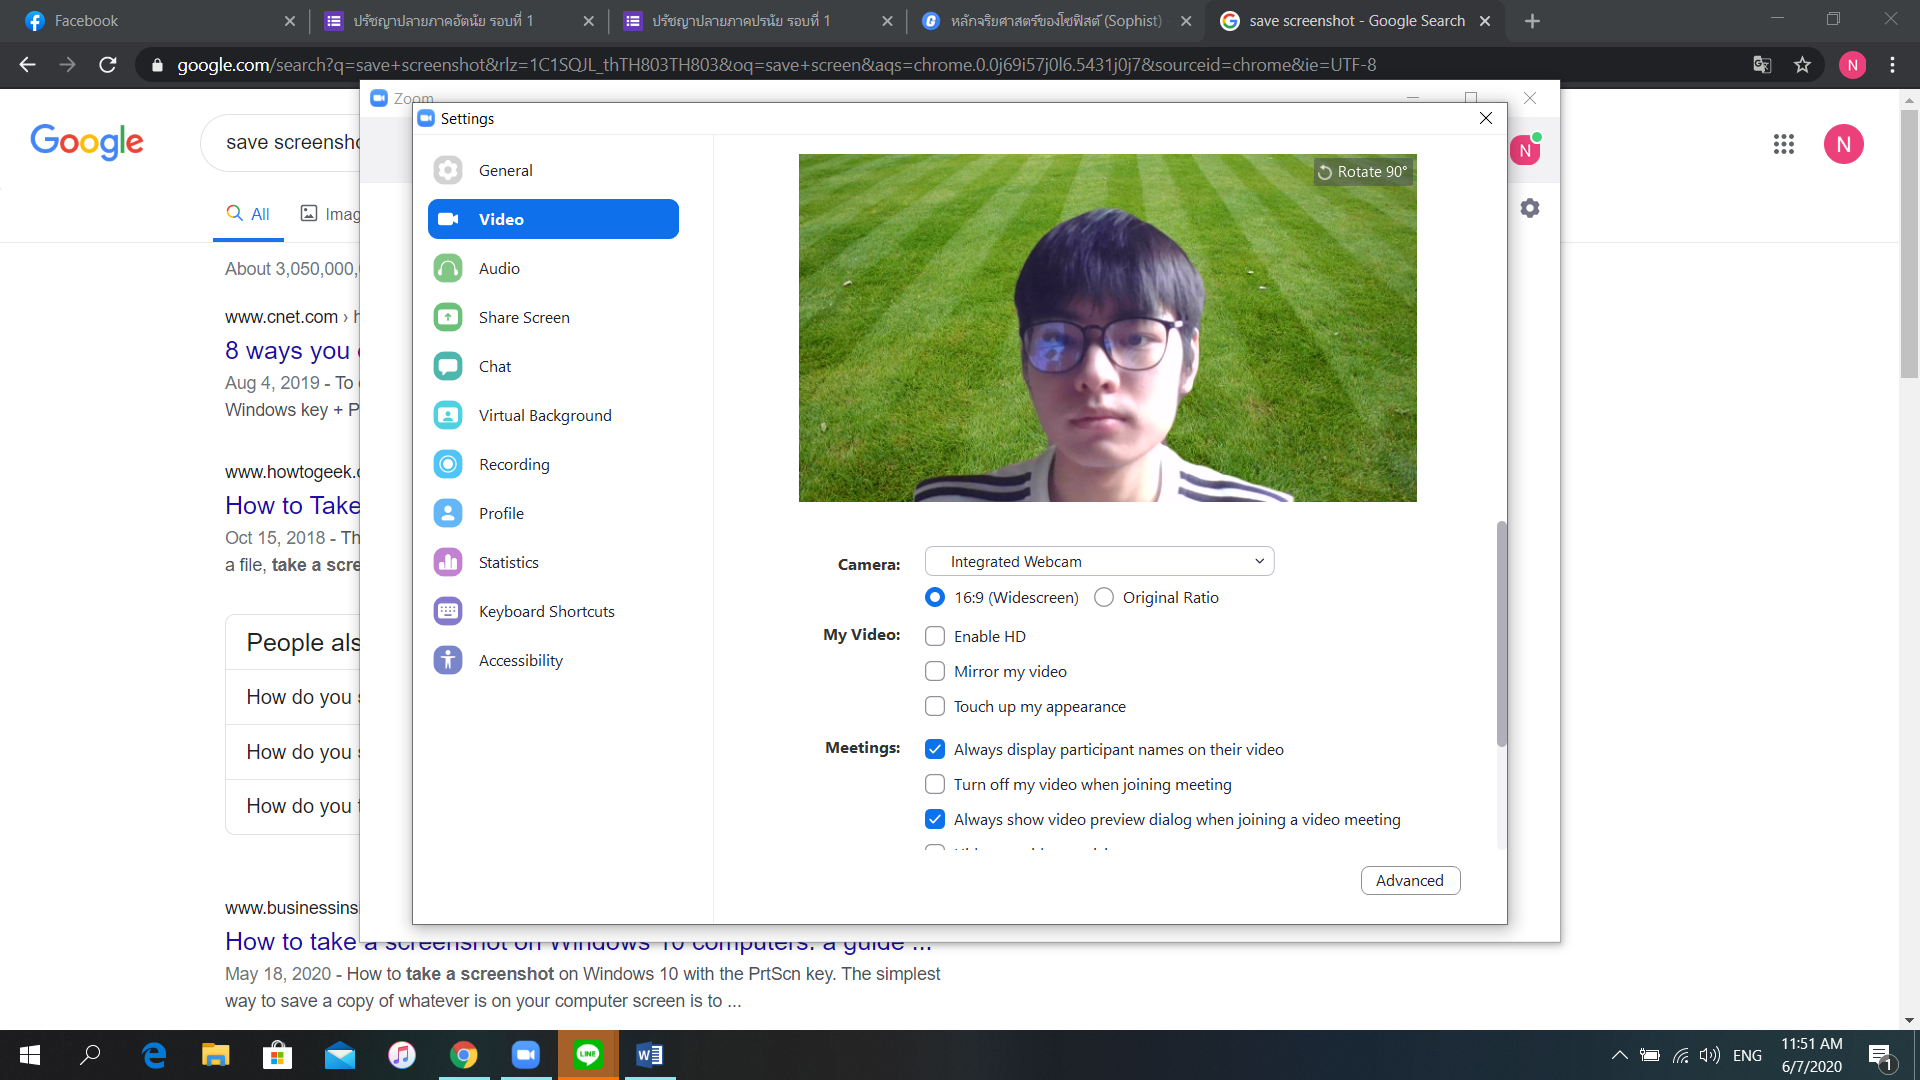 Facebook
ปรัชญาปลายภาคอัตนัย รอบที่ 1
ปรัชญาปลายภาคปรนัย รอบที่ 1
หลักจริยศาสตร์ของโซฟิสต์ (Sophist)
save screenshot - Google Search
google.com/search?q=save+screenshot&rlz=1C1SQJL_thTH803TH803&oq=save+screen&aqs=chrome.0.0j69i57j0l6.5431j0j7&sourceid=chrome&ie=UTF-8
N
Zoom
Settings
Google
save screensho
N
N
All
Imag
About 3,050,000,
www.cnet.com › h
8 ways you
Aug 4, 2019 - To
Windows key + P
www.howtogeek.c
How to Take
Oct 15, 2018 - Th
a file, take a scre
People als
How do you s
How do you s
How do you t
www.businessinsi
How to take a screenshot on Windows 10 computers: a guide ...
May 18, 2020 - How to take a screenshot on Windows 10 with the PrtScn key. The simplest
way to save a copy of whatever is on your computer screen is to ...
General
Video
Audio
Share Screen
Chat
Virtual Background
Recording
Profile
Statistics
Keyboard Shortcuts
Accessibility
Rotate 90°
Camera:
Integrated Webcam
16:9 (Widescreen)
Original Ratio
My Video:
Enable HD
Mirror my video
Touch up my appearance
Meetings:
Always display participant names on their video
Turn off my video when joining meeting
Always show video preview dialog when joining a video meeting
Advanced
LINE
ENG
11:51 AM
6/7/2020
1